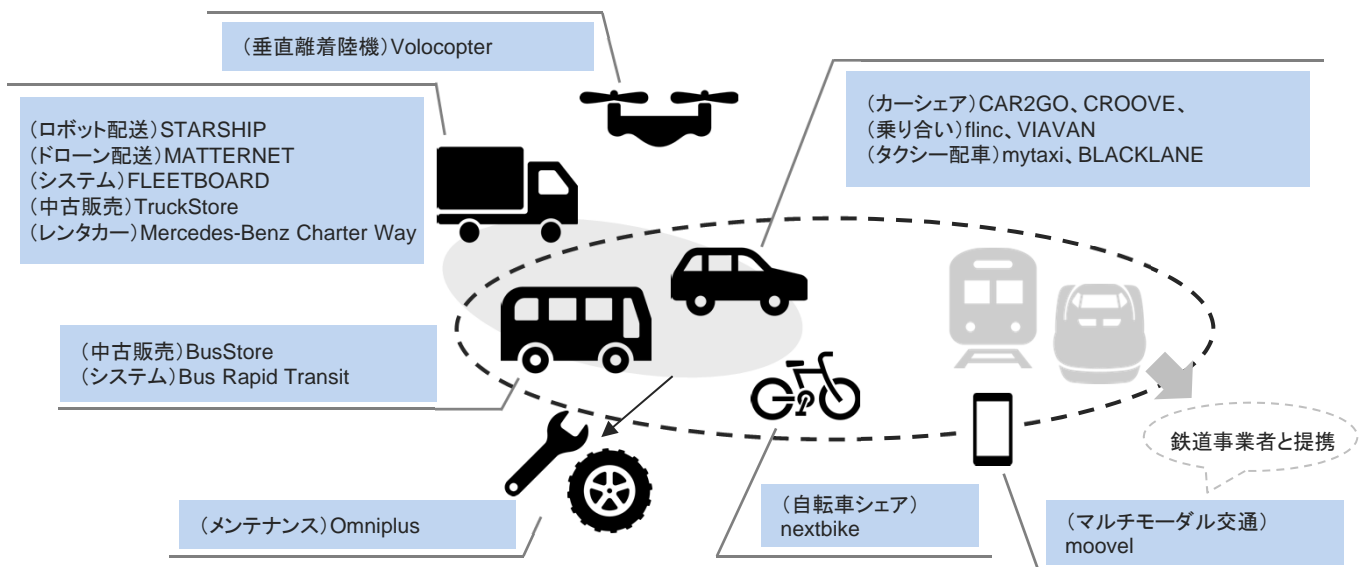 （垂直離着陸機）Volocopter
（ロボット配送）STARSHIP
（ドローン配送）MATTERNET
（システム）FLEETBOARD
（中古販売）TruckStore
（レンタカー）Mercedes-Benz Charter Way
（カーシェア）CAR2GO、CROOVE、
（乗り合い）flinc、VIAVAN
（タクシー配車）mytaxi、BLACKLANE
（中古販売）BusStore
（システム）Bus Rapid Transit
鉄道事業者と提携
（メンテナンス）Omniplus
（自転車シェア）
nextbike
（マルチモーダル交通）
moovel